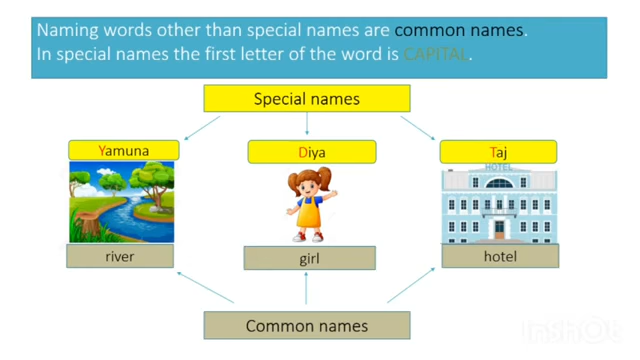 Naming words other than special names are common names.
In special names the first letter of the word is CAPITAL.
Special names
Yamuna
Diya
Taj
HOTEL
river
girl
hotel
Common names
inshot